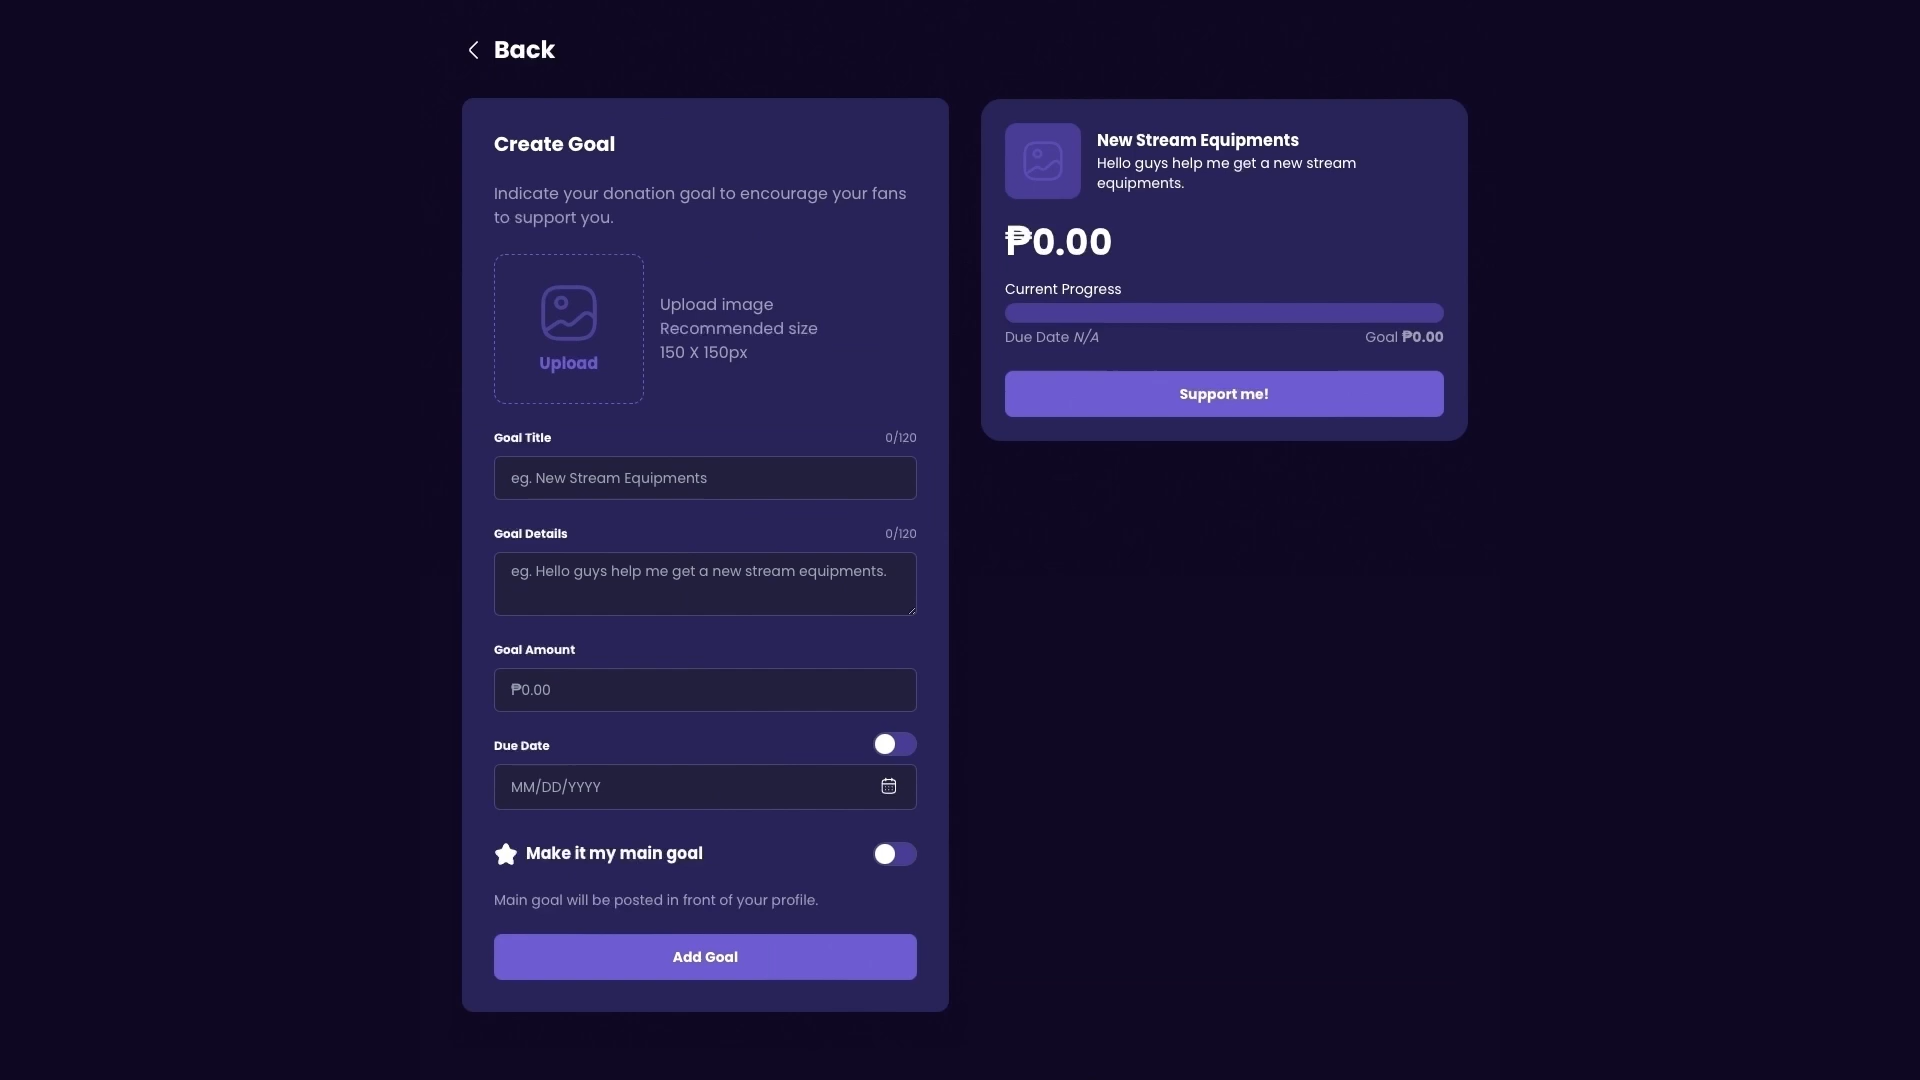 Back
Create Goal
Indicate your donation goal to encourage your fans
to support you.
Upload
Upload image
Recommended size
150 X 150px
Goal Title 0/120
eg. New Stream Equipments
Goal Details 0/120
eg. Hello guys help me get a new stream equipments.
Goal Amount
₱0.00
Due Date
MM/DD/YYYY
Make it my main goal
Main goal will be posted in front of your profile.
Add Goal
New Stream Equipments
Hello guys help me get a new stream
equipments.
₱0.00
Current Progress
Due Date N/A Goal ₱0.00
Support me!